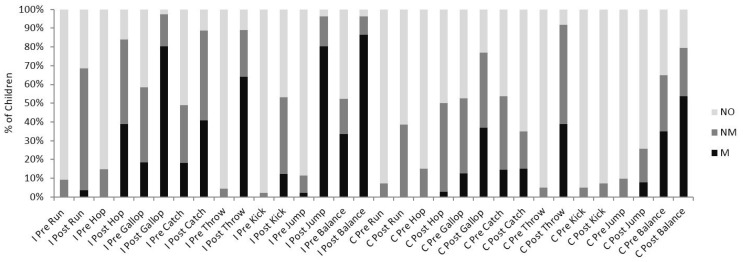 100%
90%
80%
70%
60%
50%
40%
30%
20%
10%
0%
% of Children
I Pre Run
I Post Run
I Pre Hop
I Post Hop
I Pre Gallop
I Post Gallop
I Pre Catch
I Post Catch
I Pre Throw
I Post Throw
I Pre Kick
I Post Kick
I Pre Jump
I Post Jump
I Pre Balance
I Post Balance
C Pre Run
C Post Run
C Pre Hop
C Post Hop
C Pre Gallop
C Post Gallop
C Pre Catch
C Post Catch
C Pre Throw
C Post Throw
C Pre Kick
C Post Kick
C Pre Jump
C Post Jump
C Pre Balance
C Post Balance
NO
NM
M